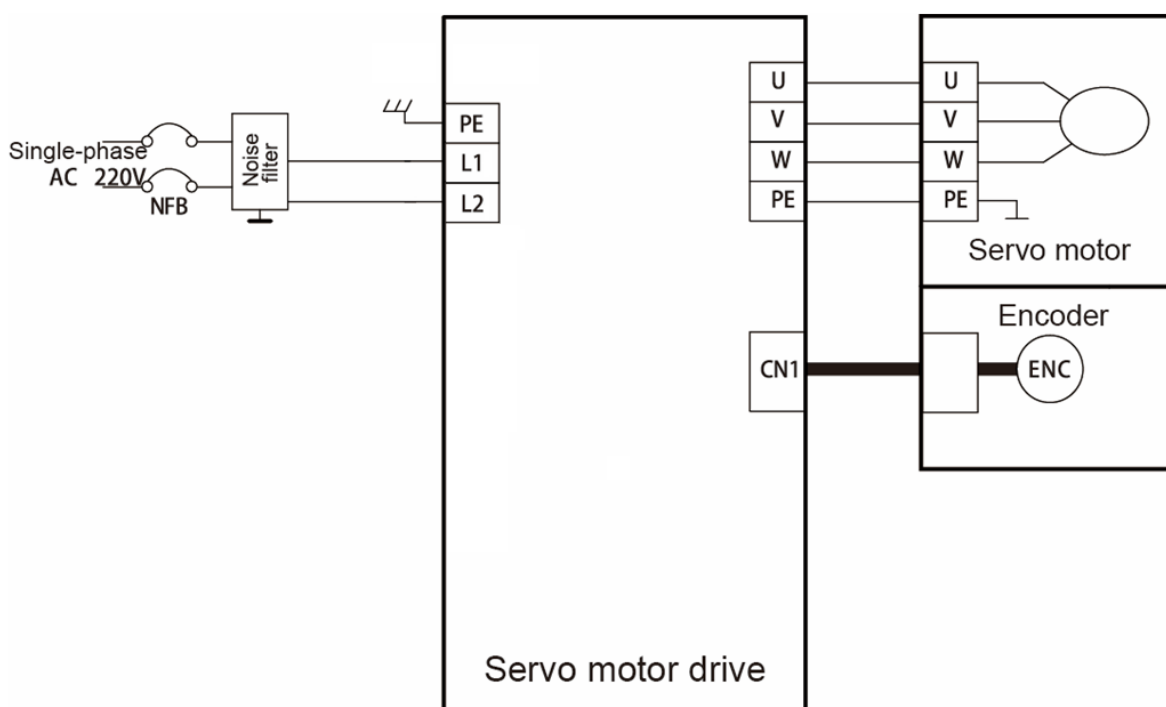 Single-phase
AC 220V
NFB
Noise
filter
PE
L1
L2
U
V
W
PE
CN1
Servo motor drive
U
V
W
PE
Servo motor
Encoder
ENC